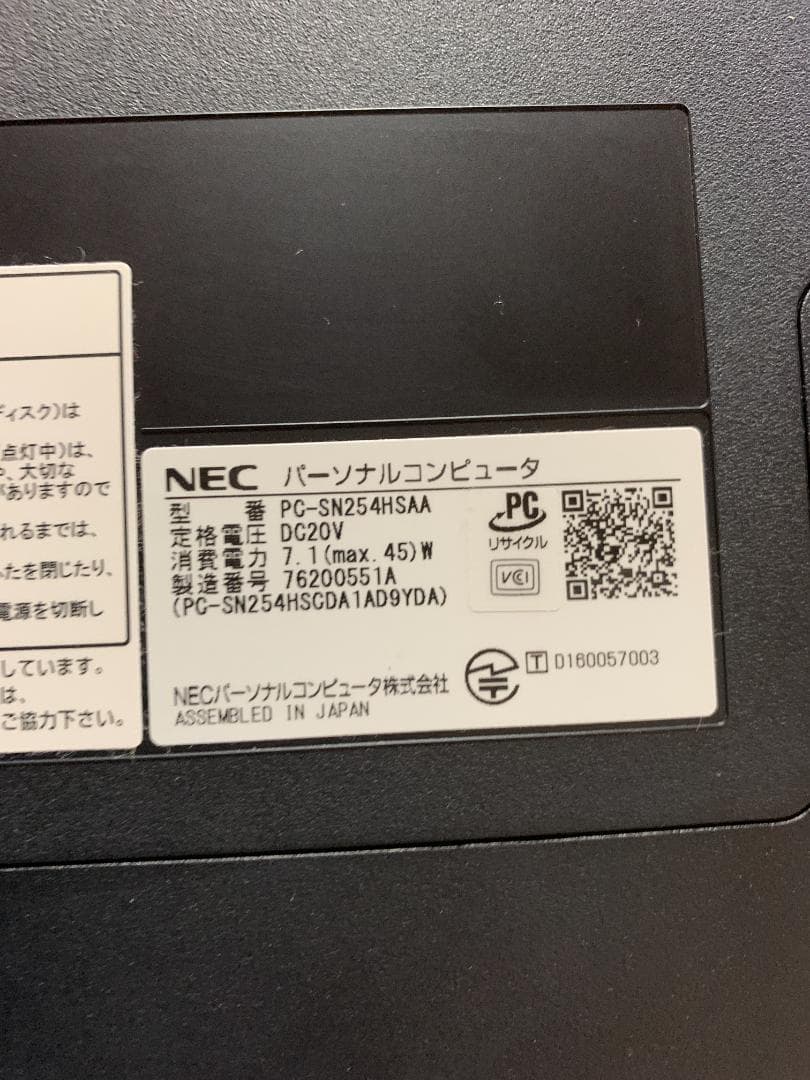 ディスク)は
点灯中)は、
や、大切な
がありますので
れるまでは、
ふたを閉じたり、
電源を切断し
しています。
は、
ご協力下さい。
NEC パーソナルコンピュータ
型 番 PC-SN254HSAA
定格電圧 DC20V
消費電力 7.1(max.45)W
製造番号 76200551A
(PC-SN254HSCDA1AD9YDA)
PC
リサイクル
VCI
NECパーソナルコンピュータ株式会社
ASSEMBLED IN JAPAN
T D160057003